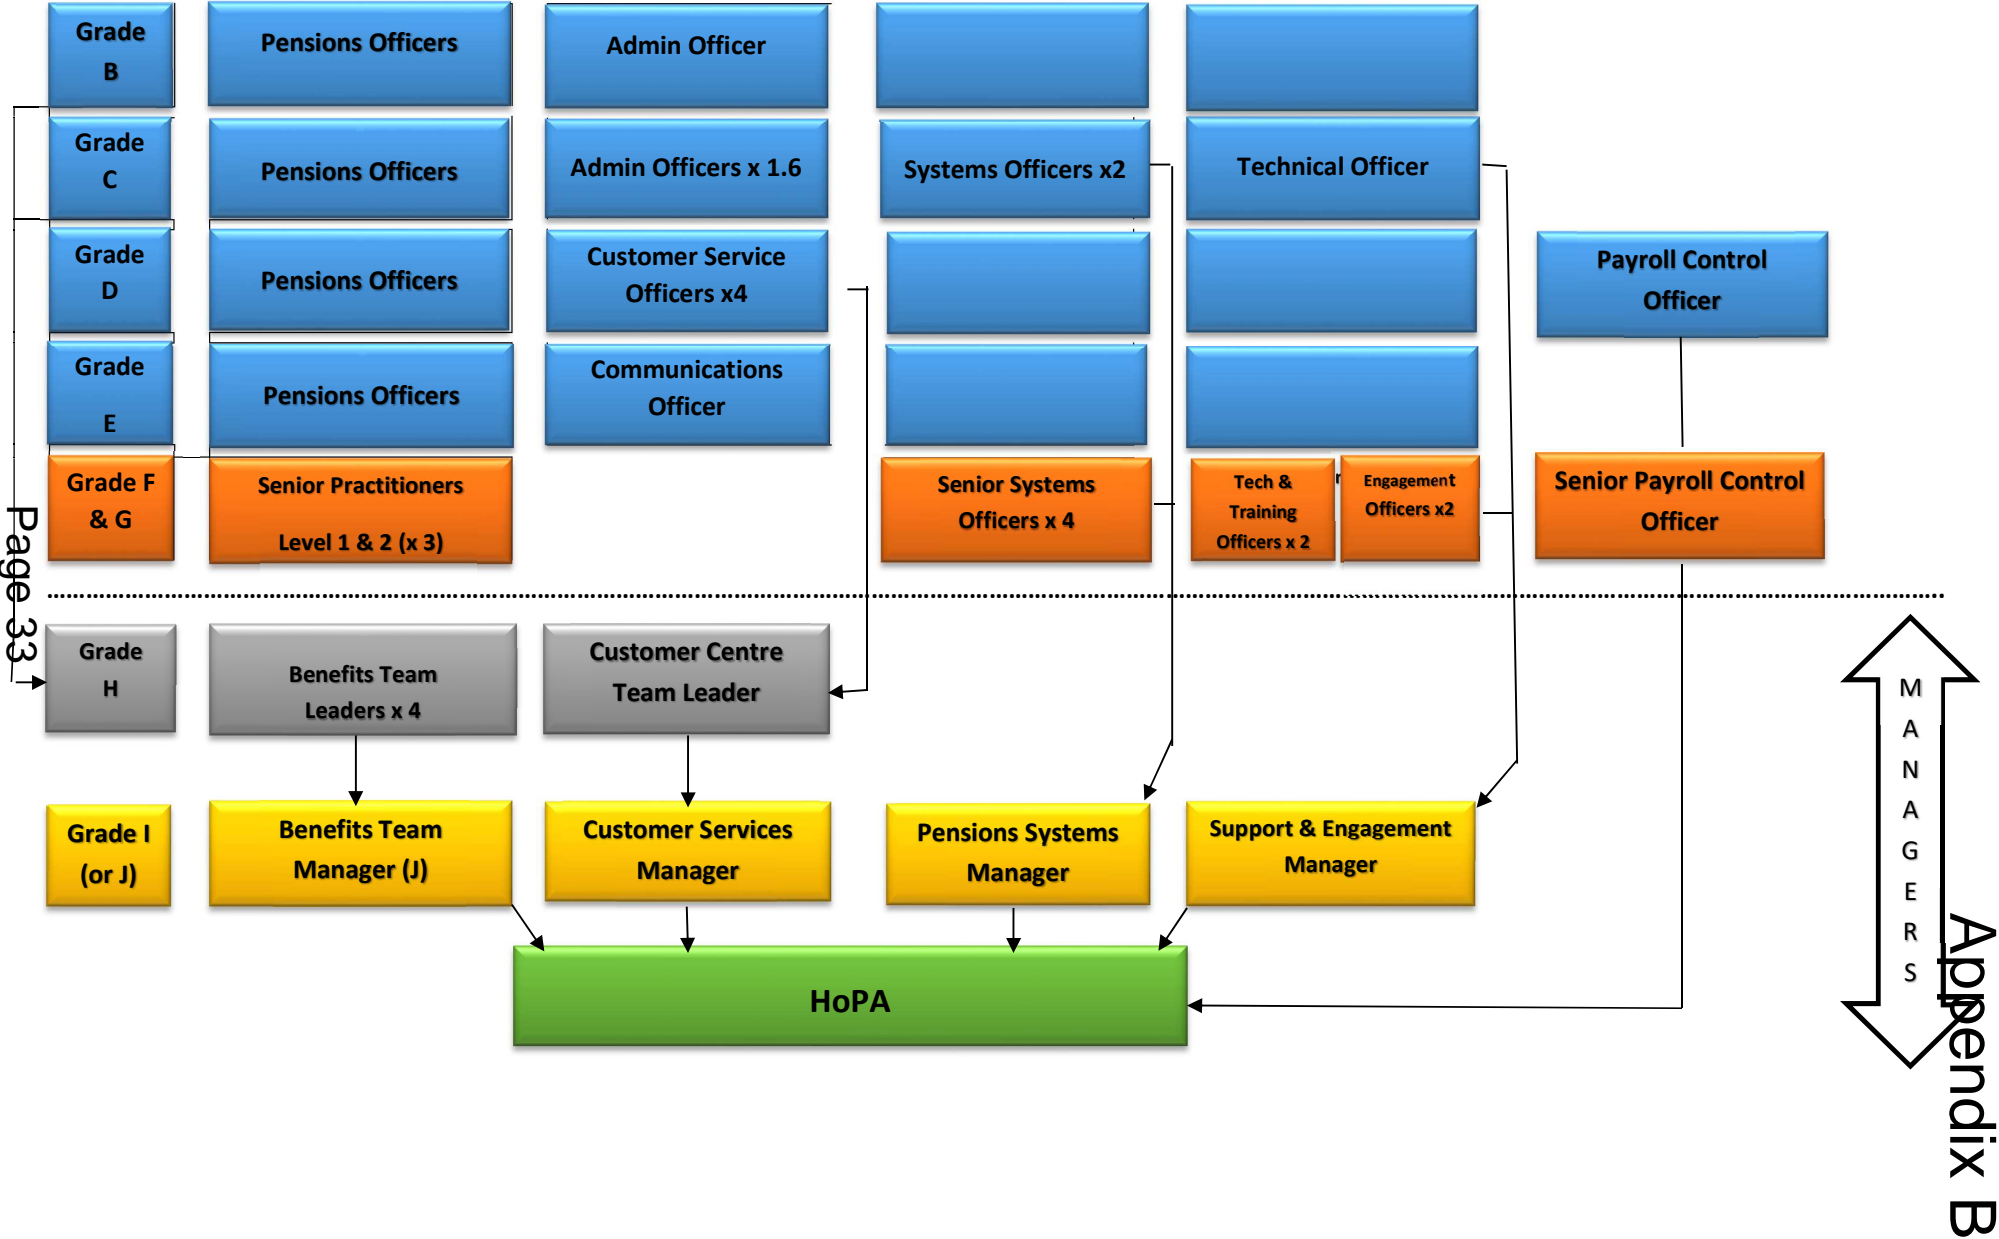 Grade
B
Pensions Officers
Admin Officer
Grade
C
Pensions Officers
Admin Officers x 1.6
Systems Officers x2
Technical Officer
Grade
D
Pensions Officers
Customer Service
Officers x4
Payroll Control
Officer
Grade
E
Pensions Officers
Communications
Officer
Grade F
& G
Senior Practitioners
Level 1 & 2 (x 3)
Senior Systems
Officers x 4
Tech &
Training
Officers x 2
Engagement
Officers x2
Senior Payroll Control
Officer
Page 33
Grade
H
Benefits Team
Leaders x 4
Customer Centre
Team Leader
MANAGERS
Grade I
(or J)
Benefits Team
Manager (J)
Customer Services
Manager
Pensions Systems
Manager
Support & Engagement
Manager
HoPA
Appendix B